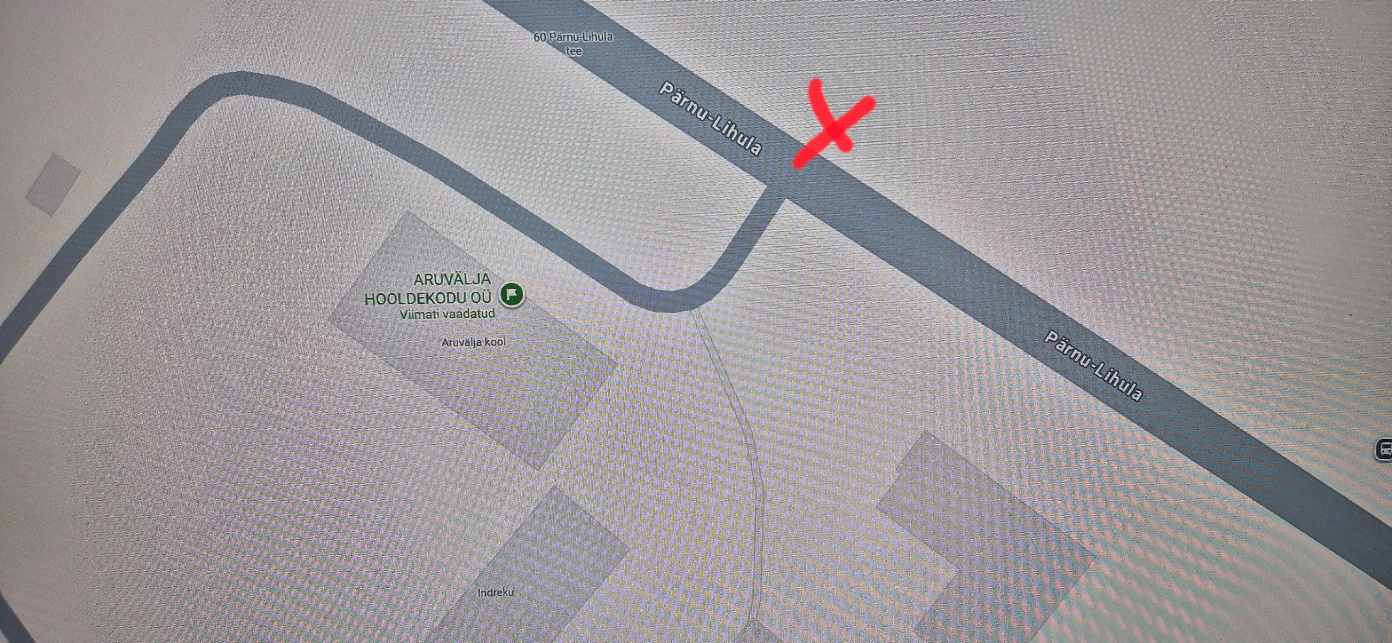 60 Pärnu-Lihula
tee
Pärnu-Lihula
ARUVÄLJA
HOOLDEKODU OÜ
Viimati vaadatud
Aruvälja kool
Pärnu-Lihula
Indreku